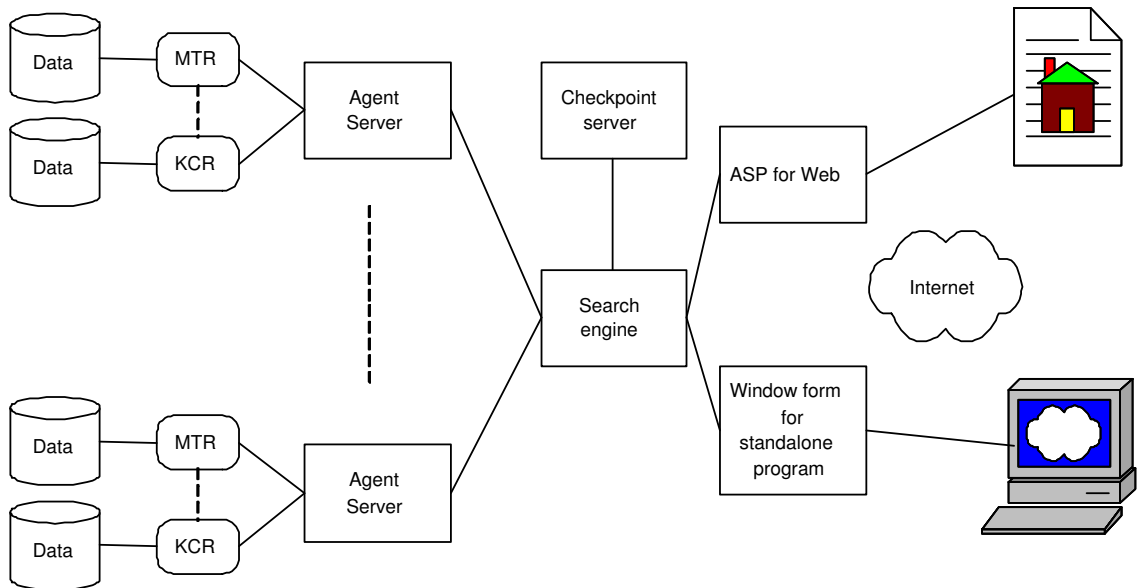 Data
MTR
Data
KCR
Agent
Server
Checkpoint
server
ASP for Web
Internet
Search
engine
Window form
for
standalone
program
Data
MTR
Data
KCR
Agent
Server